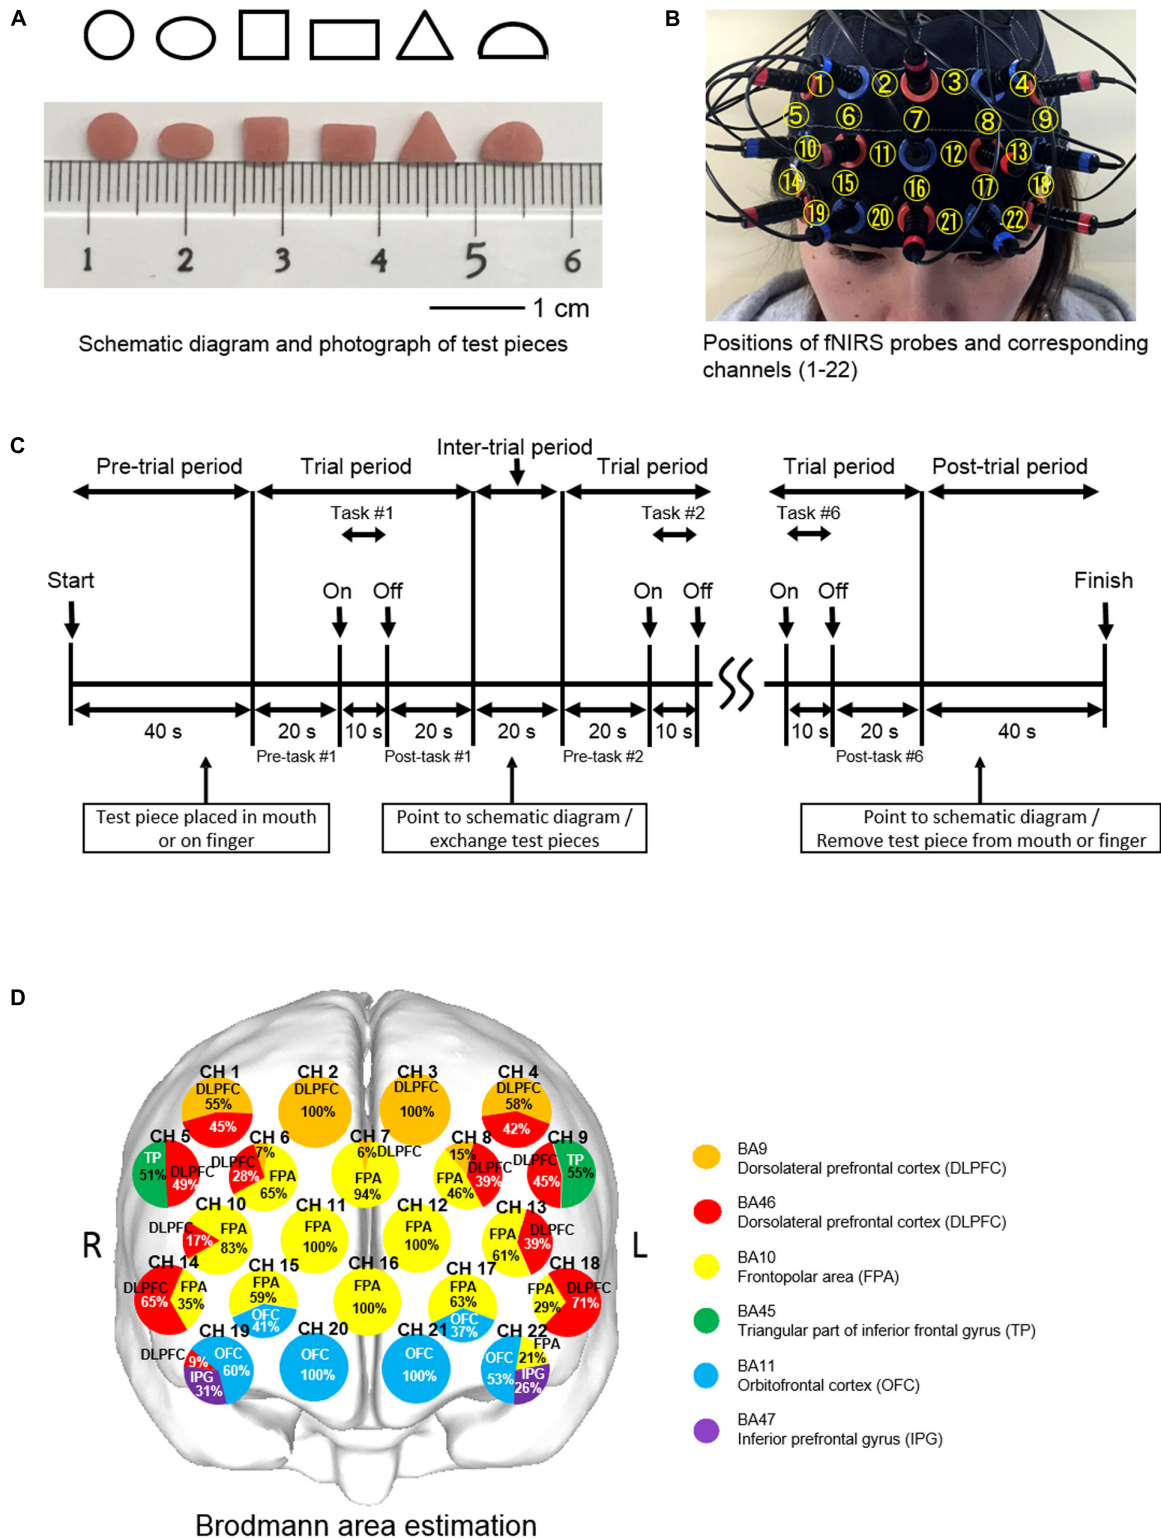 A
1 2 3 4 5 6
1 cm
Schematic diagram and photograph of test pieces
B
1 2 3 4
5 6 7 8 9
10 11 12 13
14 15 16 17 18
19 20 21 22
Positions of fNIRS probes and corresponding
channels (1-22)
C
Inter-trial period
Pre-trial period Trial period Trial period Trial period Post-trial period
Task #1 Task #2 Task #6
Start On Off On Off On Off Finish
40 s 20 s 10 s 20 s 20 s 20 s 10 s 10 s 20 s 40 s
Pre-task #1 Post-task #1 Pre-task #2 Post-task #6
Test piece placed in mouth
or on finger
Point to schematic diagram /
exchange test pieces
Point to schematic diagram /
Remove test piece from mouth or finger
D
CH 1 CH 2 CH 3 CH 4
DLPFC DLPFC DLPFC DLPFC
55% 100% 100% 58%
45% 42%
CH 5 CH 6 CH 7 CH 8 CH 9
7% 6% DLPFC 15%
TP DLPFC DLPFC FPA FPA FPA DLPFC DLPFC TP
51% 49% 28% 65% 94% 46% 39% 45% 55%
CH 10 CH 11 CH 12 CH 13
DLPFC FPA FPA FPA FPA DLPFC
17% 83% 100% 100% 61% 39%
R L
CH 14 CH 15 CH 16 CH 17 CH 18
DLPFC FPA FPA FPA FPA FPA DLPFC
65% 35% 59% 100% 63% 29% 71%
OFC OFC
41% 37%
CH 19 CH 20 CH 21 CH 22
DLPFC OFC OFC OFC OFC FPA
9% 60% 100% 100% 53% 21%
IPG IPG
31% 26%
BA9
Dorsolateral prefrontal cortex (DLPFC)
BA46
Dorsolateral prefrontal cortex (DLPFC)
BA10
Frontopolar area (FPA)
BA45
Triangular part of inferior frontal gyrus (TP)
BA11
Orbitofrontal cortex (OFC)
BA47
Inferior prefrontal gyrus (IPG)
Brodmann area estimation